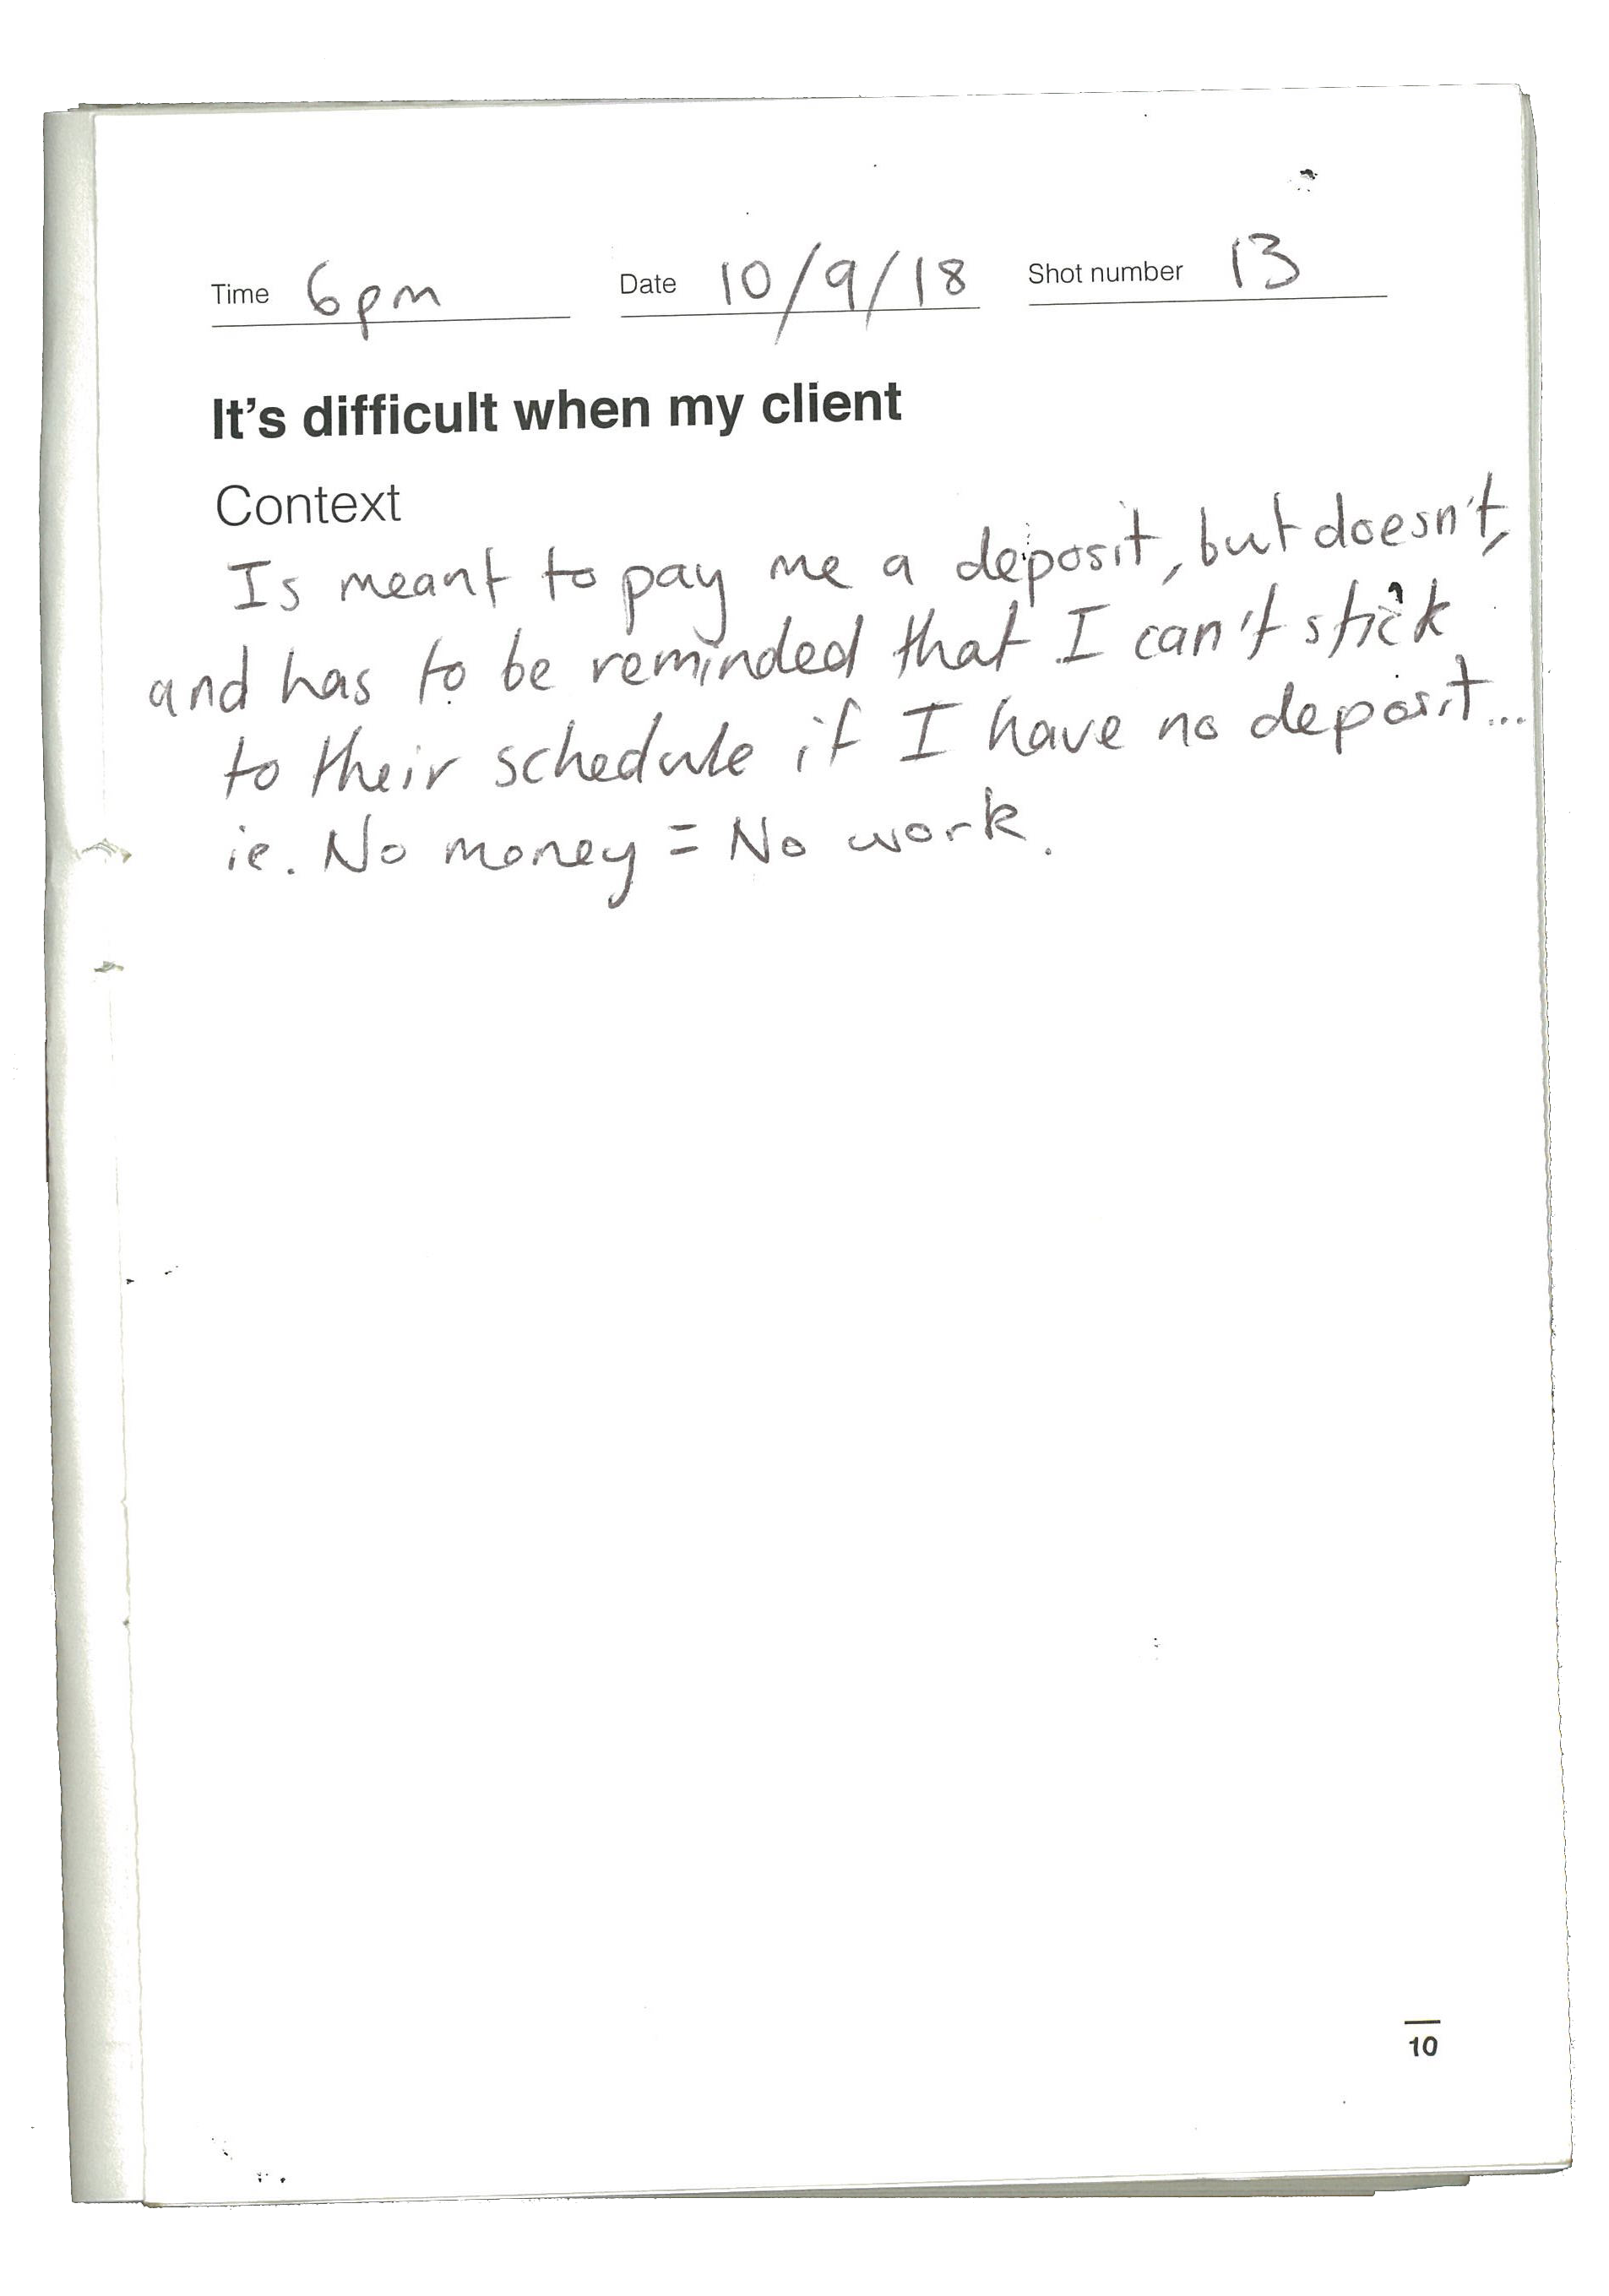 Time 6pm Date 10/9/18 Shot number 13
It's difficult when my client
Context
Is meant to pay me a deposit, but doesn't,
and has to be reminded that I can't stick
to their schedule if I have no deposit...
ie. No money = No work.
10